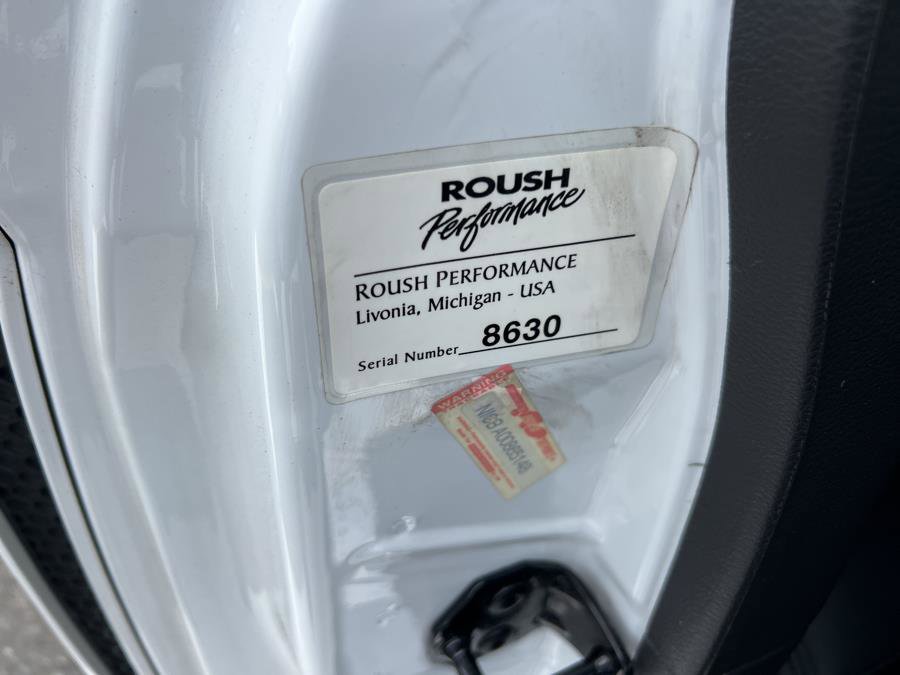 ROUSH
Performance
ROUSH PERFORMANCE
Livonia, Michigan - USA
Serial Number 8630
WARNING